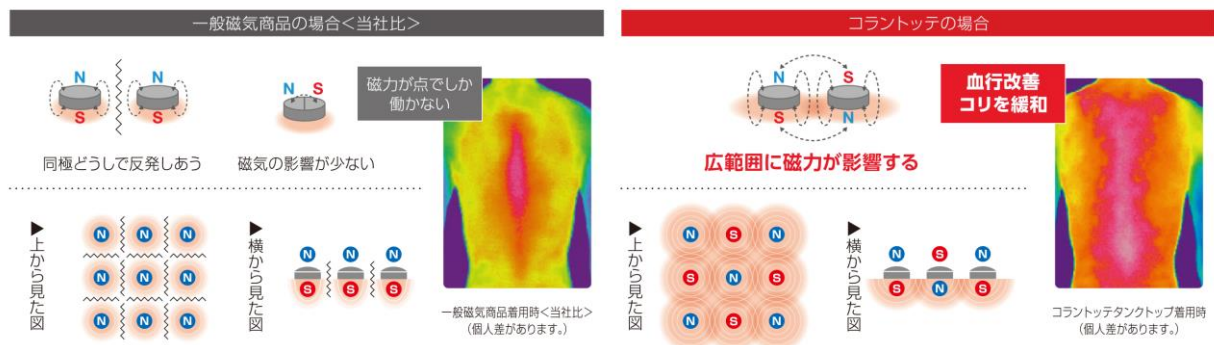 一般磁気商品の場合＜当社比＞
N
N
S
S
N S
磁力が点でしか
働かない
同極どうしで反発しあう
磁気の影響が少ない
▶上から見た図
N N N
N N N
N N N
▶横から見た図
N N N
S S S
一般磁気商品着用時＜当社比＞
（個人差があります。）
コラントッテの場合
N S
S N
血行改善
コリを緩和
広範囲に磁力が影響する
▶上から見た図
N S N
S N S
N S N
▶横から見た図
N S N
S N S
コラントッテタンクトップ着用時
（個人差があります。）